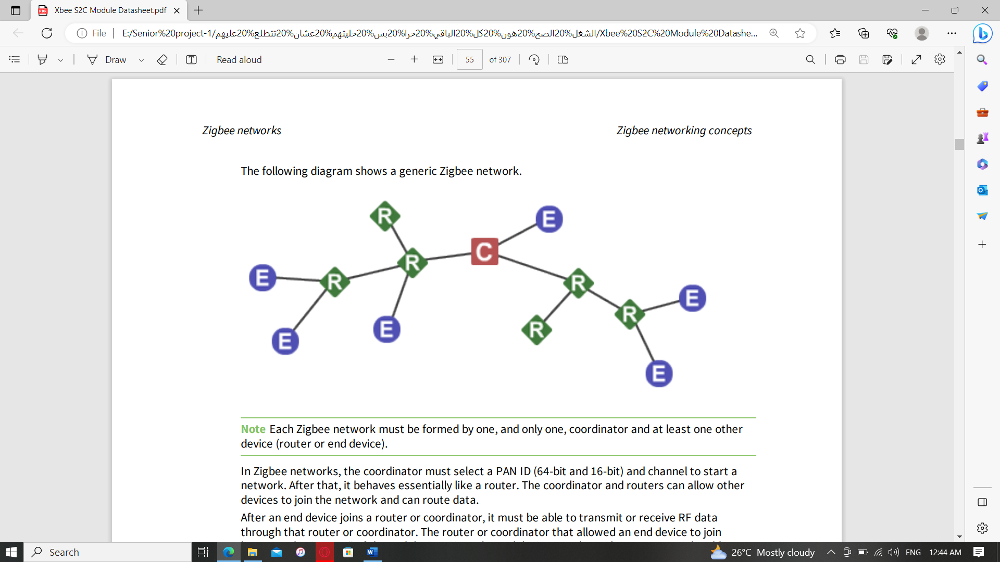 Xbee S2C Module Datasheet.pdf
File
E:/Senior%20project-1/الشغل%20الصح%20هون%20كل%20الباقي%20خرا%20بس%20خليتهم%20عشان%20تتطلع%20عليهم/Xbee%20S2C%20Module%20Datashe...
Draw
Read aloud
55 of 307
Zigbee networks
Zigbee networking concepts
The following diagram shows a generic Zigbee network.
R
E
C
R
E
R
R
E
R
E
R
E
E
Note Each Zigbee network must be formed by one, and only one, coordinator and at least one other
device (router or end device).
In Zigbee networks, the coordinator must select a PAN ID (64-bit and 16-bit) and channel to start a
network. After that, it behaves essentially like a router. The coordinator and routers can allow other
devices to join the network and can route data.
After an end device joins a router or coordinator, it must be able to transmit or receive RF data
through that router or coordinator. The router or coordinator that allowed an end device to join
Search
26°C Mostly cloudy
ENG
12:44 AM